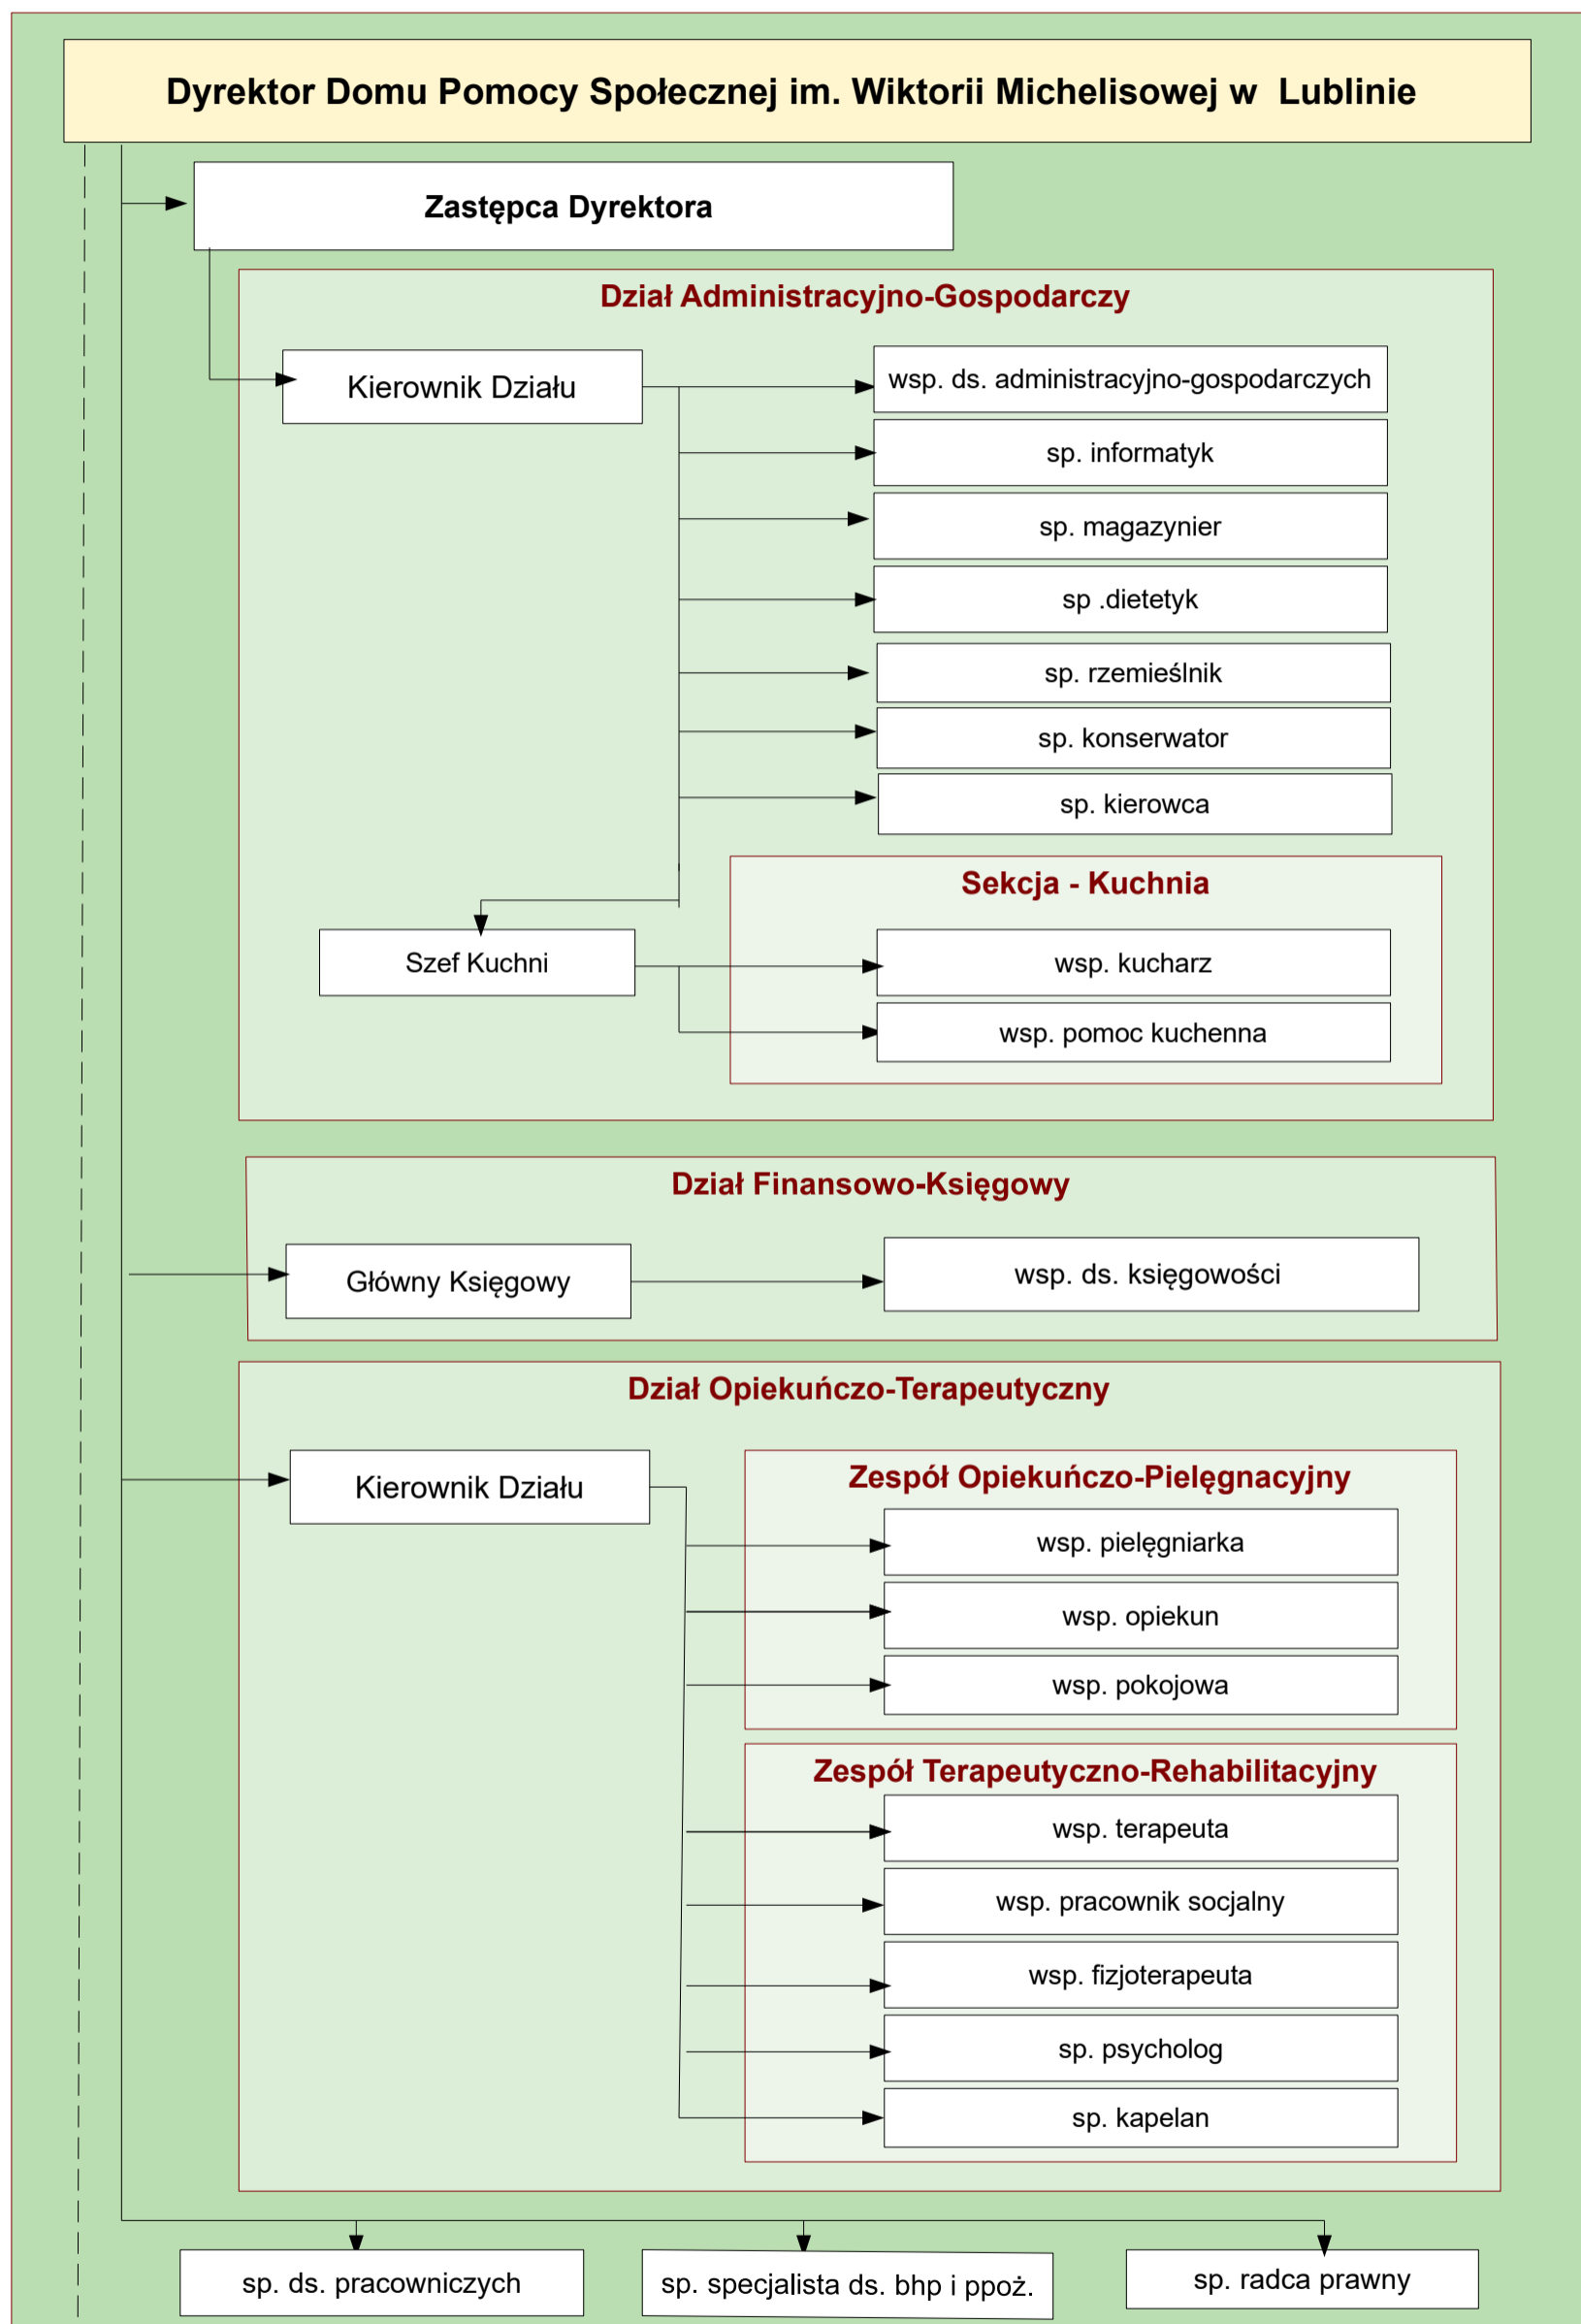 Dyrektor Domu Pomocy Społecznej im. Wiktorii Michelisowej w Lublinie
Zastępca Dyrektora
Dział Administracyjno-Gospodarczy
Kierownik Działu
wsp. ds. administracyjno-gospodarczych
sp. informatyk
sp. magazynier
sp .dietetyk
sp. rzemieślnik
sp. konserwator
sp. kierowca
Sekcja - Kuchnia
Szef Kuchni
wsp. kucharz
wsp. pomoc kuchenna
Dział Finansowo-Księgowy
Główny Księgowy
wsp. ds. księgowości
Dział Opiekuńczo-Terapeutyczny
Kierownik Działu
Zespół Opiekuńczo-Pielęgnacyjny
wsp. pielęgniarka
wsp. opiekun
wsp. pokojowa
Zespół Terapeutyczno-Rehabilitacyjny
wsp. terapeuta
wsp. pracownik socjalny
wsp. fizjoterapeuta
sp. psycholog
sp. kapelan
sp. ds. pracowniczych
sp. specjalista ds. bhp i ppoż.
sp. radca prawny